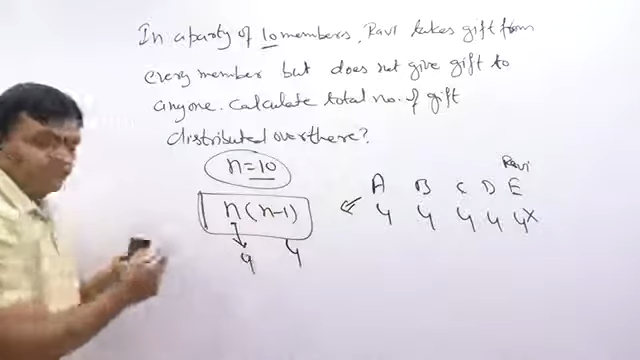 In a party of 10 members, Ravi takes gift from
every member but does not give gift to
anyone. Calculate total no. of gift
distributed over there?
n=10
Ravi
A B C D E
n(n-1)
4 4 4 4 4X
9 4